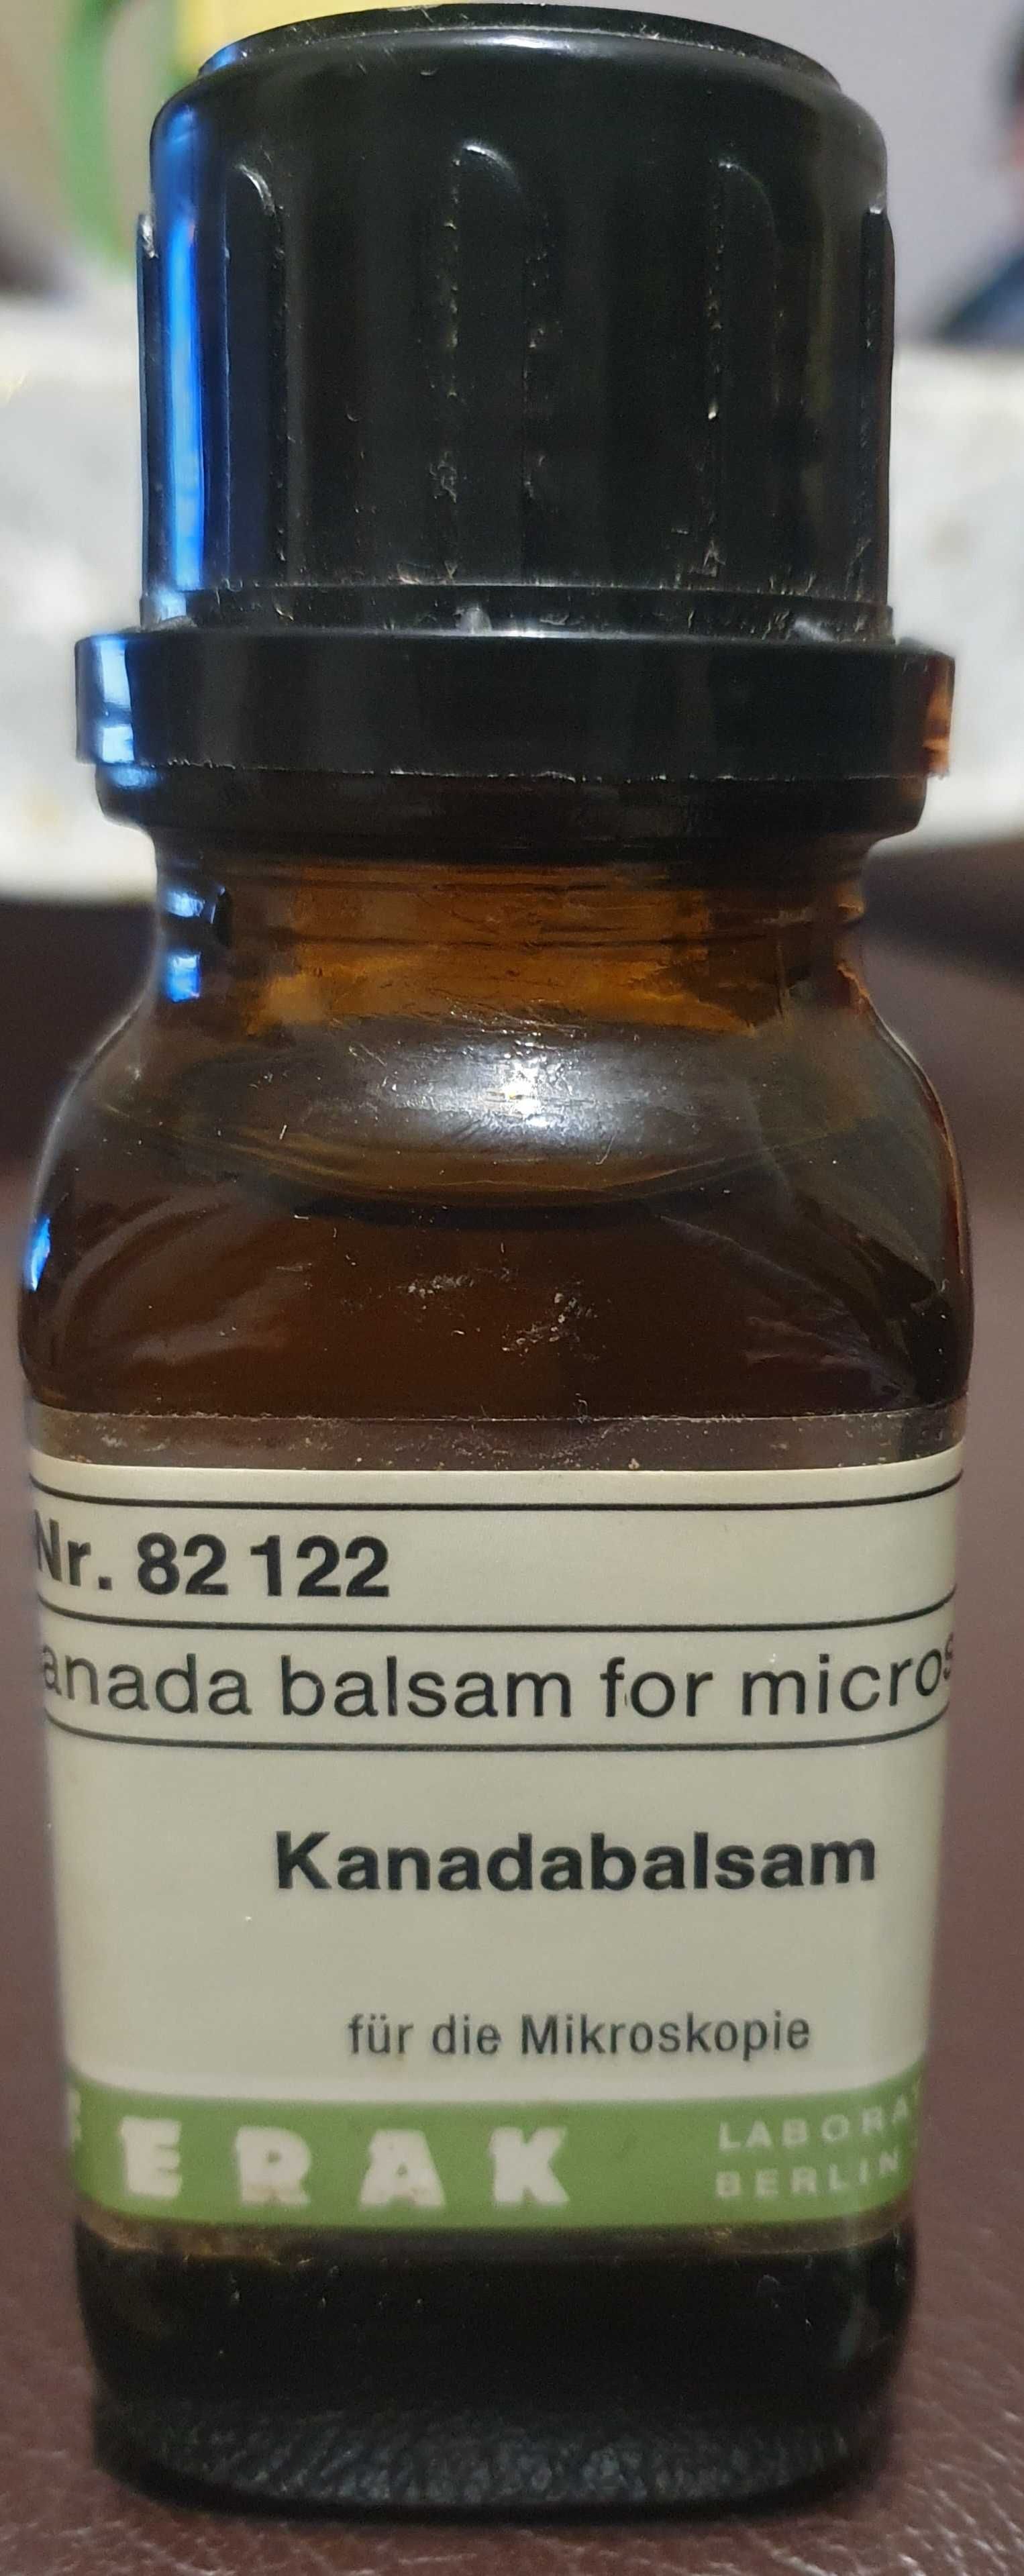 Nr. 82 122
anada balsam for micros
Kanadabalsam
für die Mikroskopie
ERAK
LABORA
BERLIN